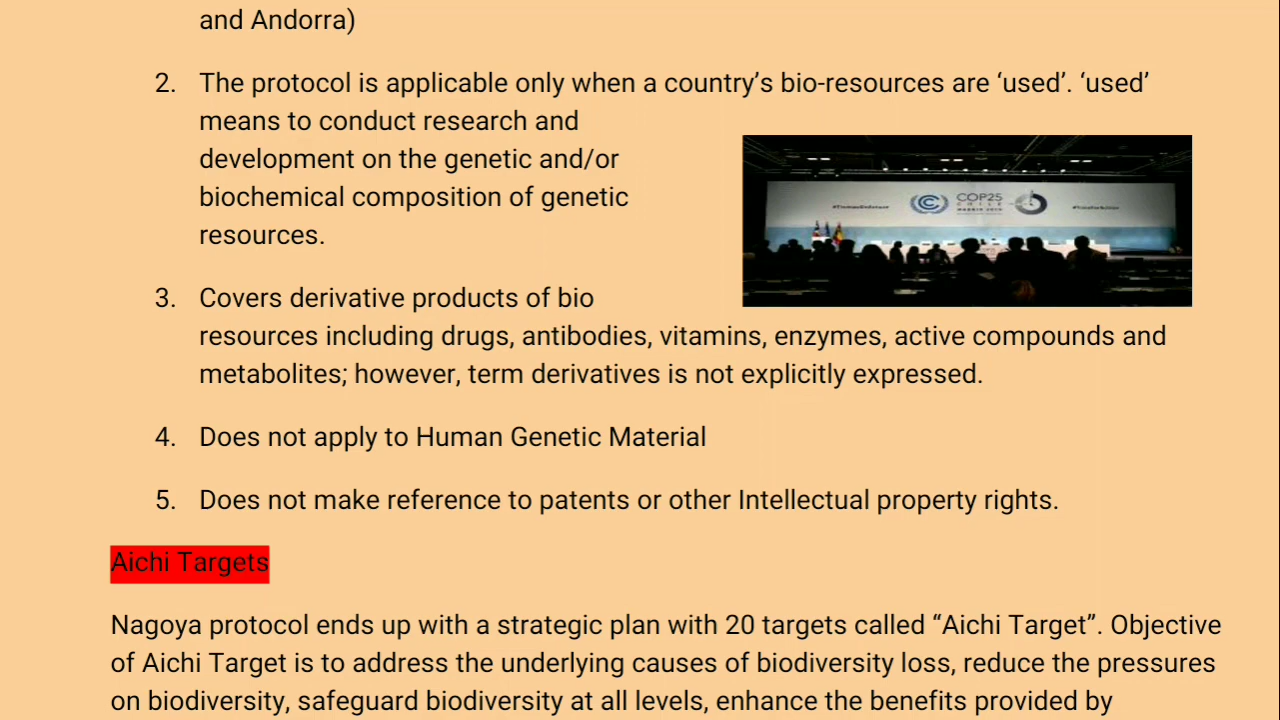 and Andorra)
2. The protocol is applicable only when a country’s bio-resources are ‘used’. ‘used’
means to conduct research and
development on the genetic and/or
biochemical composition of genetic
resources.
COP25
CHILE
MADRID 2019
3. Covers derivative products of bio
resources including drugs, antibodies, vitamins, enzymes, active compounds and
metabolites; however, term derivatives is not explicitly expressed.
4. Does not apply to Human Genetic Material
5. Does not make reference to patents or other Intellectual property rights.
Aichi Targets
Nagoya protocol ends up with a strategic plan with 20 targets called “Aichi Target”. Objective
of Aichi Target is to address the underlying causes of biodiversity loss, reduce the pressures
on biodiversity, safeguard biodiversity at all levels, enhance the benefits provided by